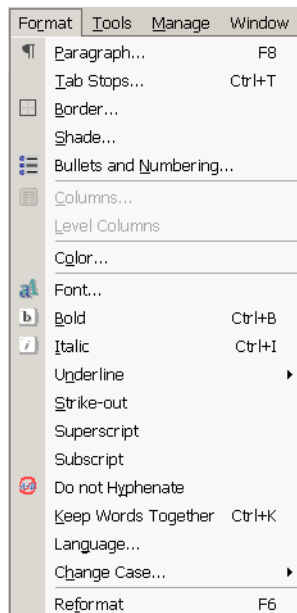 Format Tools Manage Window
Paragraph... F8
Tab Stops... Ctrl+T
Border...
Shade...
Bullets and Numbering...
Columns...
Level Columns
Color...
Font...
Bold Ctrl+B
Italic Ctrl+I
Underline
Strike-out
Superscript
Subscript
Do not Hyphenate
Keep Words Together Ctrl+K
Language...
Change Case...
Reformat F6